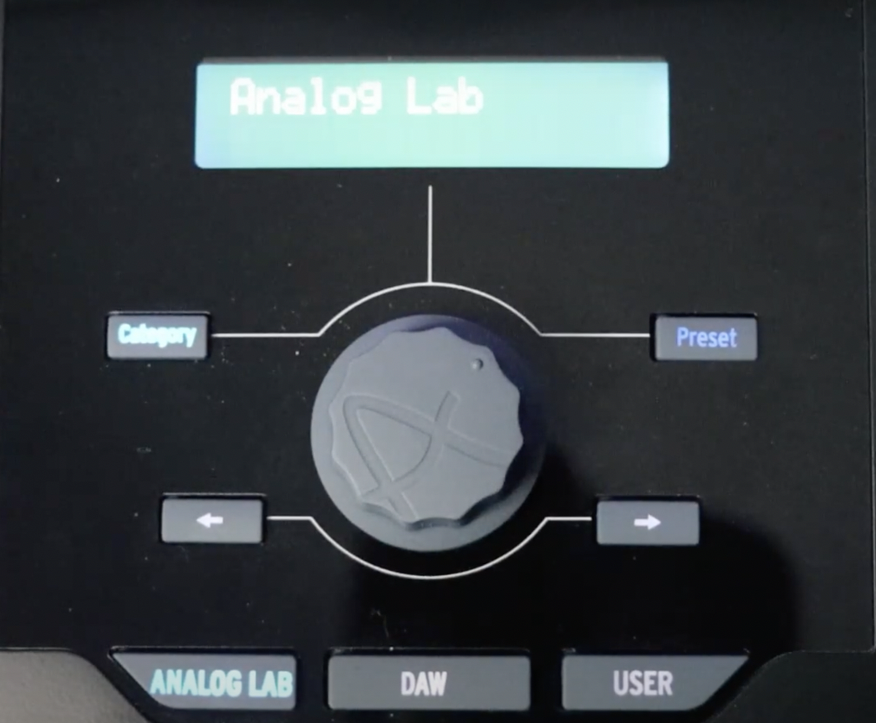 Analog Lab
Category
Preset
←
→
ANALOG LAB
DAW
USER